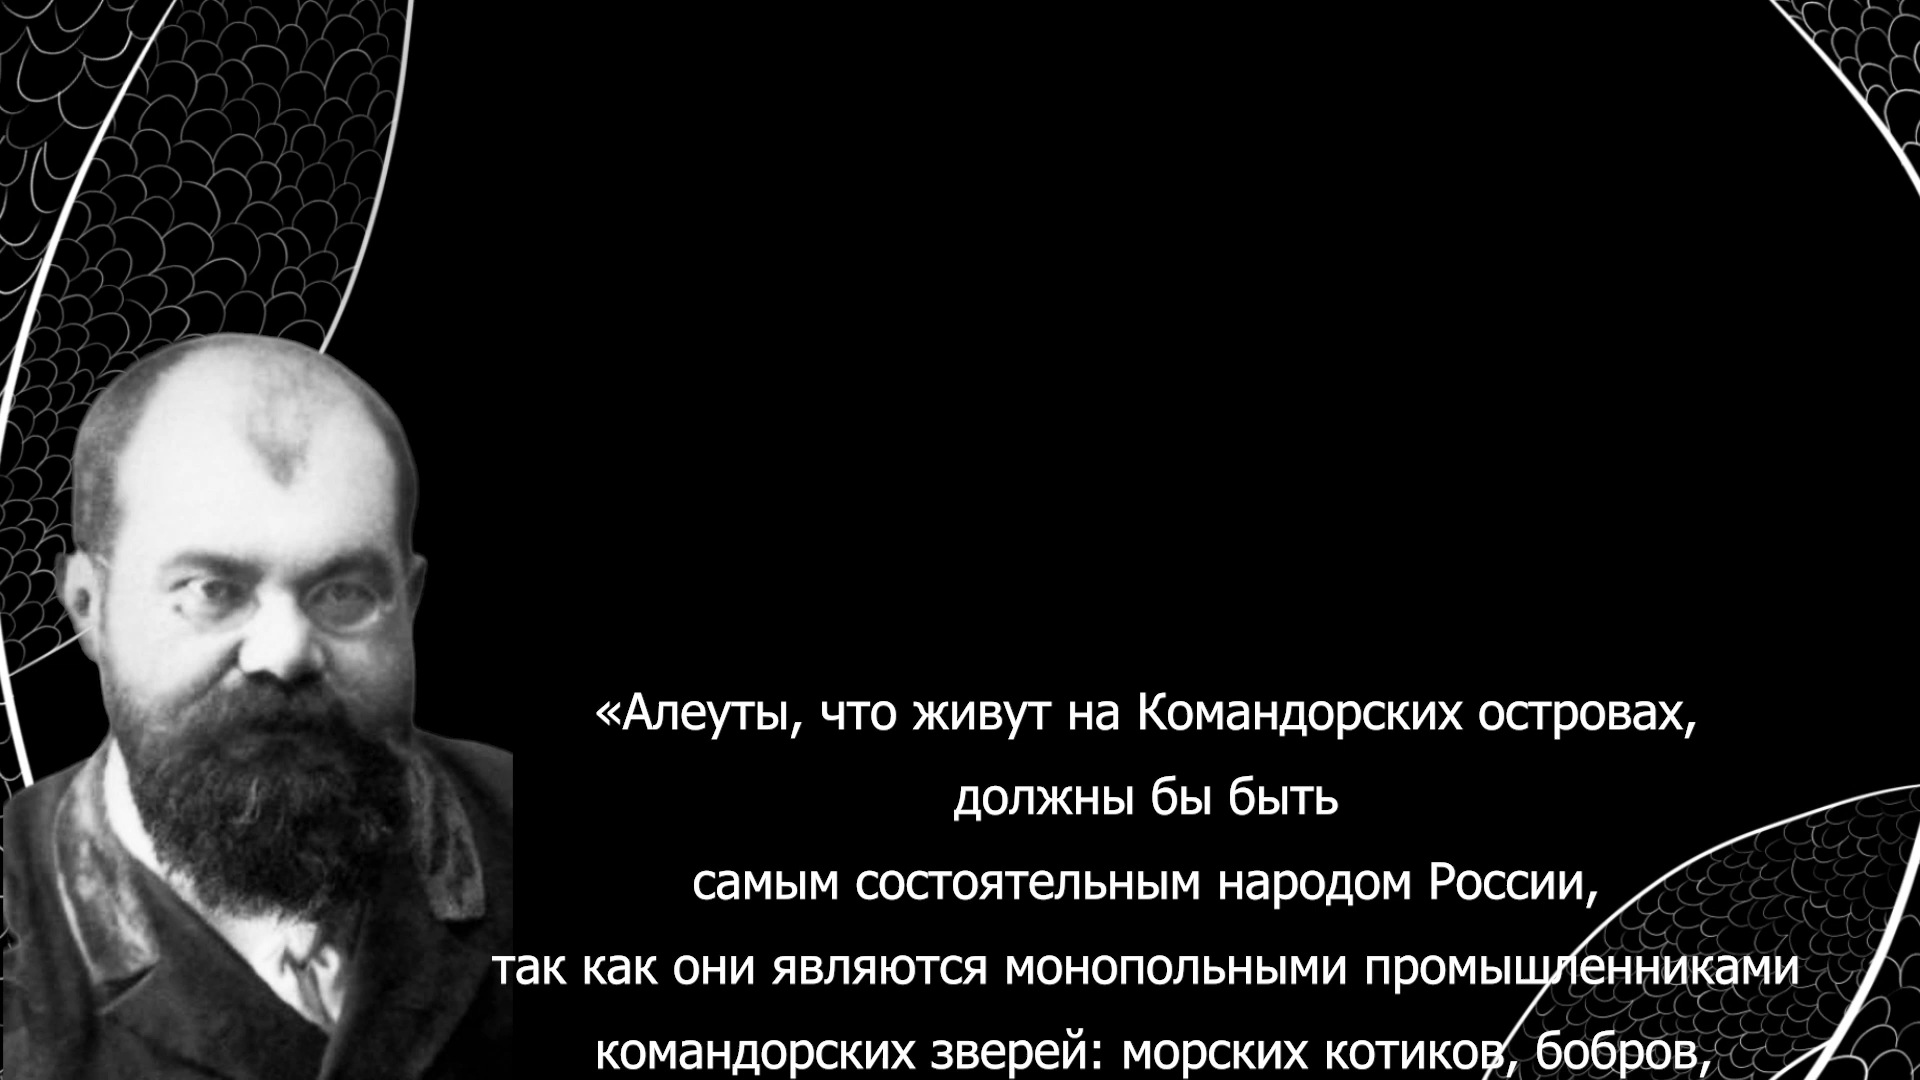 «Алеуты, что живут на Командорских островах,
должны бы быть
самым состоятельным народом России,
так как они являются монопольными промышленниками
командорских зверей: морских котиков, бобров,